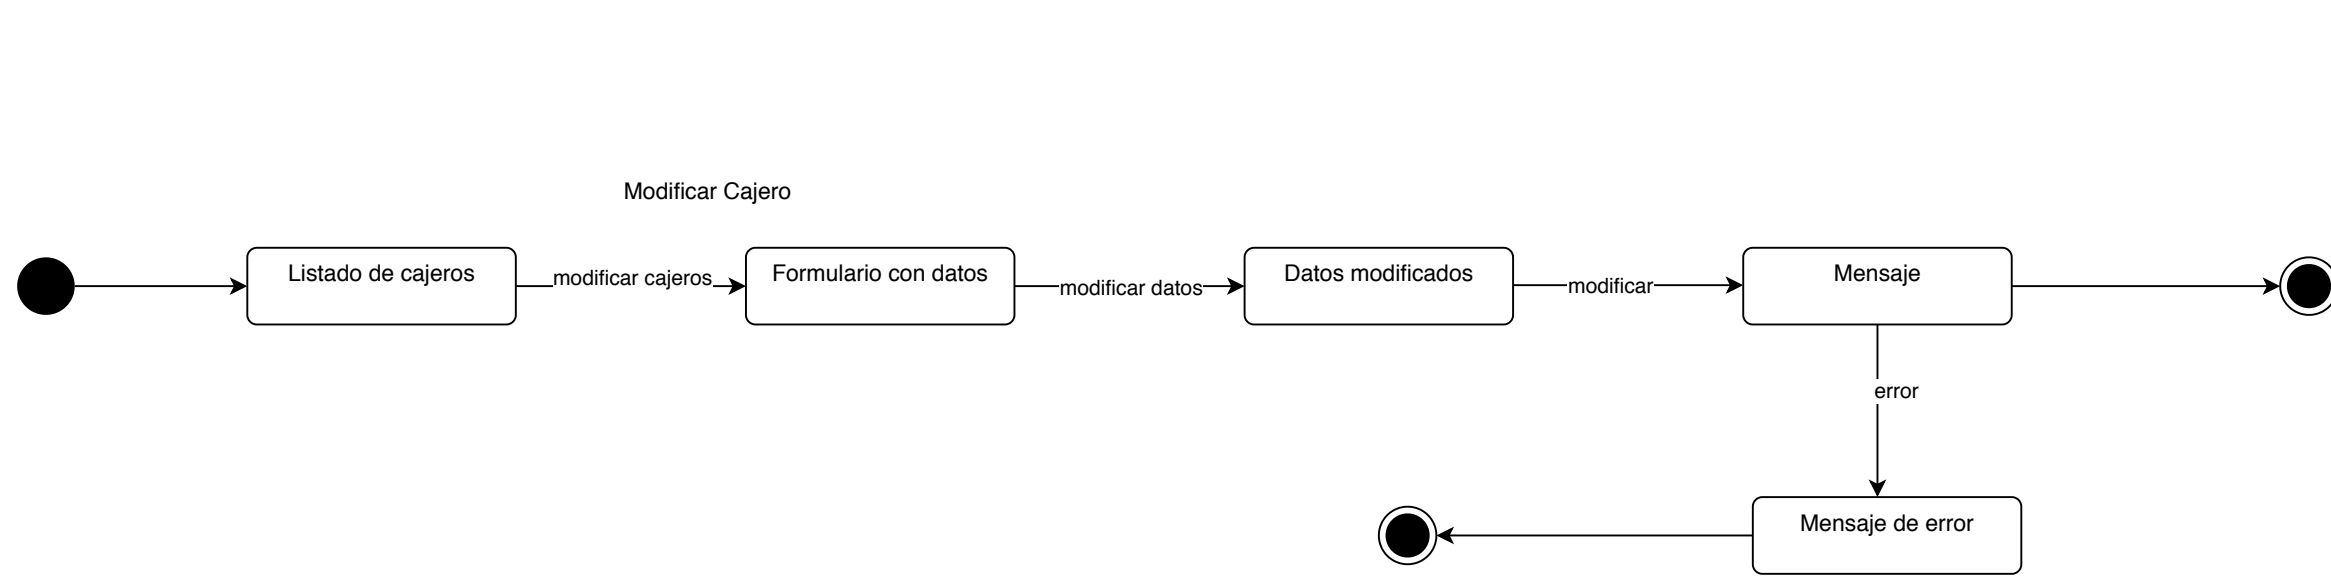 Modificar Cajero
Listado de cajeros
modificar cajeros
Formulario con datos
modificar datos
Datos modificados
modificar
Mensaje
error
Mensaje de error